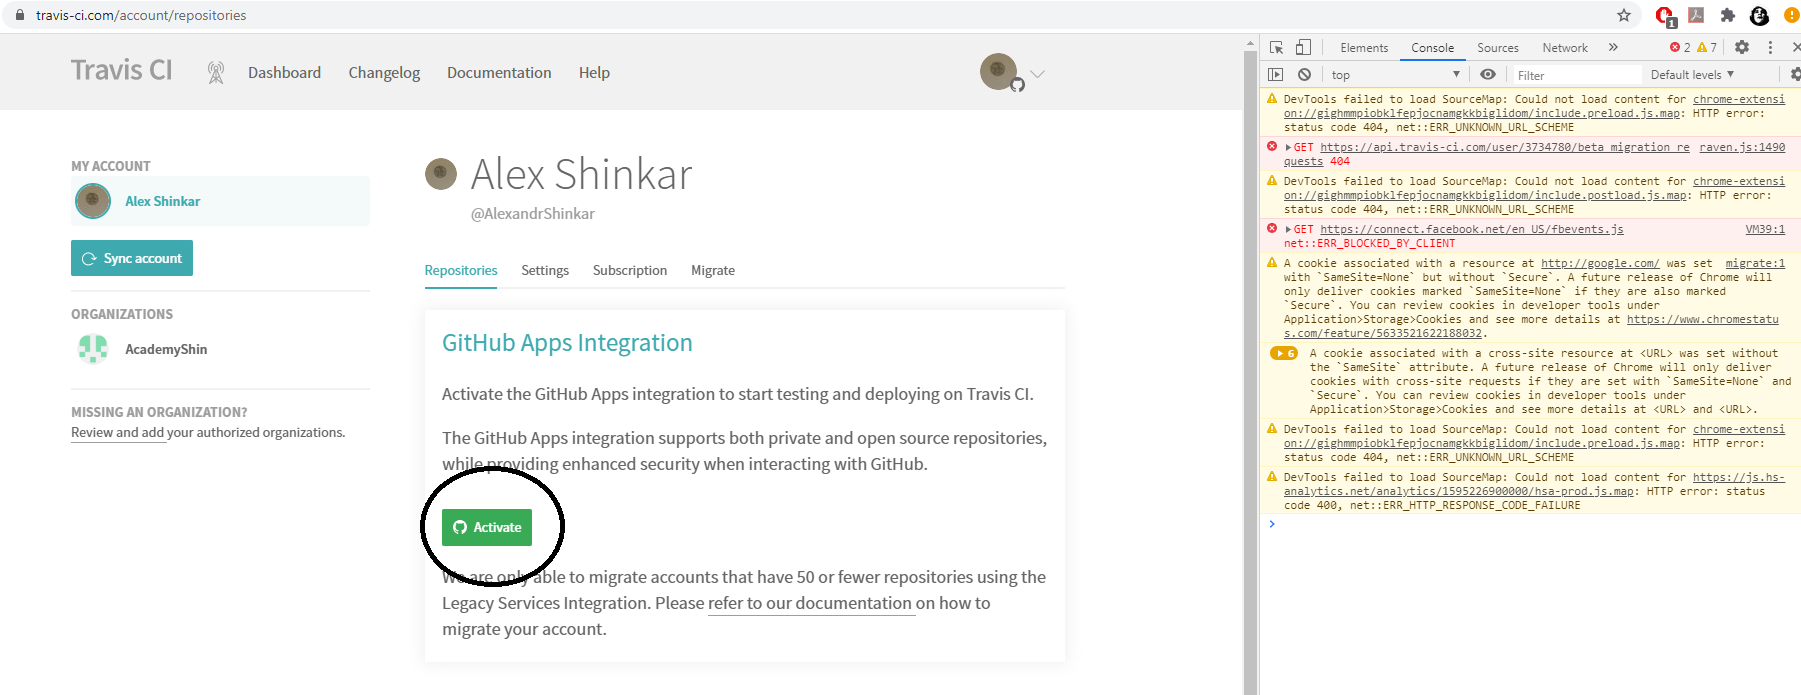 travis-ci.com/account/repositories
1
Travis CI
Dashboard
Changelog
Documentation
Help
MY ACCOUNT
Alex Shinkar
Sync account
ORGANIZATIONS
AcademyShin
MISSING AN ORGANIZATION?
Review and add your authorized organizations.
Alex Shinkar
@AlexandrShinkar
Repositories
Settings
Subscription
Migrate
GitHub Apps Integration
Activate the GitHub Apps integration to start testing and deploying on Travis CI.
The GitHub Apps integration supports both private and open source repositories,
while providing enhanced security when interacting with GitHub.
Activate
We are only able to migrate accounts that have 50 or fewer repositories using the
Legacy Services Integration. Please refer to our documentation on how to
migrate your account.
Elements
Console
Sources
Network
2
7
top
Filter
Default levels
DevTools failed to load SourceMap: Could not load content for chrome-extensi
on://gighmmpiobklfepjocnamgkkbiglidom/include.preload.js.map: HTTP error:
status code 404, net::ERR_UNKNOWN_URL_SCHEME
GET https://api.travis-ci.com/user/3734780/beta_migration_re raven.js:1490
quests 404
DevTools failed to load SourceMap: Could not load content for chrome-extensi
on://gighmmpiobklfepjocnamgkkbiglidom/include.postload.js.map: HTTP error:
status code 404, net::ERR_UNKNOWN_URL_SCHEME
GET https://connect.facebook.net/en_US/fbevents.js VM39:1
net::ERR_BLOCKED_BY_CLIENT
A cookie associated with a resource at http://google.com/ was set migrate:1
with `SameSite=None` but without `Secure`. A future release of Chrome will
only deliver cookies marked `SameSite=None` if they are also marked
`Secure`. You can review cookies in developer tools under
Application>Storage>Cookies and see more details at https://www.chromestatu
s.com/feature/5633521622188032.
6 A cookie associated with a cross-site resource at <URL> was set without
the `SameSite` attribute. A future release of Chrome will only deliver
cookies with cross-site requests if they are set with `SameSite=None` and
`Secure`. You can review cookies in developer tools under
Application>Storage>Cookies and see more details at <URL> and <URL>.
DevTools failed to load SourceMap: Could not load content for chrome-extensi
on://gighmmpiobklfepjocnamgkkbiglidom/include.preload.js.map: HTTP error:
status code 404, net::ERR_UNKNOWN_URL_SCHEME
DevTools failed to load SourceMap: Could not load content for https://js.hs-
analytics.net/analytics/1595226900000/hsa-prod.js.map: HTTP error: status
code 400, net::ERR_HTTP_RESPONSE_CODE_FAILURE